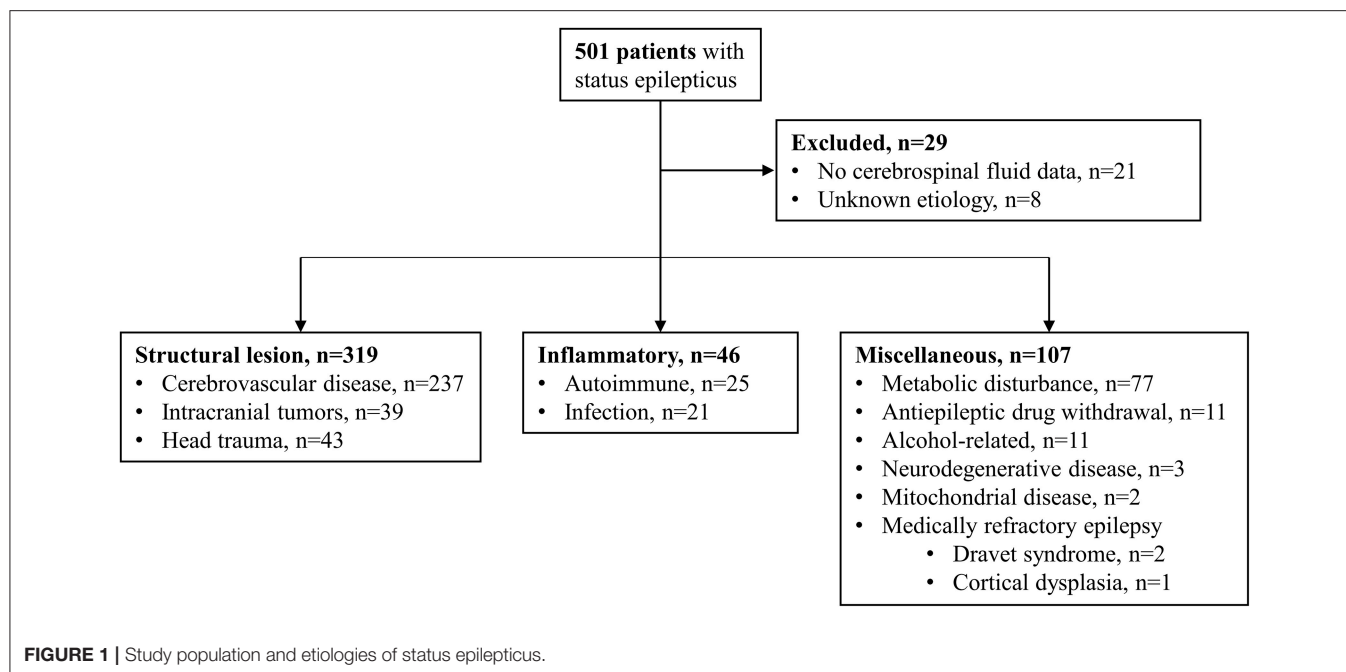 501 patients with
status epilepticus
Excluded, n=29
• No cerebrospinal fluid data, n=21
• Unknown etiology, n=8
Structural lesion, n=319
• Cerebrovascular disease, n=237
• Intracranial tumors, n=39
• Head trauma, n=43
Inflammatory, n=46
• Autoimmune, n=25
• Infection, n=21
Miscellaneous, n=107
• Metabolic disturbance, n=77
• Antiepileptic drug withdrawal, n=11
• Alcohol-related, n=11
• Neurodegenerative disease, n=3
• Mitochondrial disease, n=2
• Medically refractory epilepsy
• Dravet syndrome, n=2
• Cortical dysplasia, n=1
FIGURE 1 | Study population and etiologies of status epilepticus.